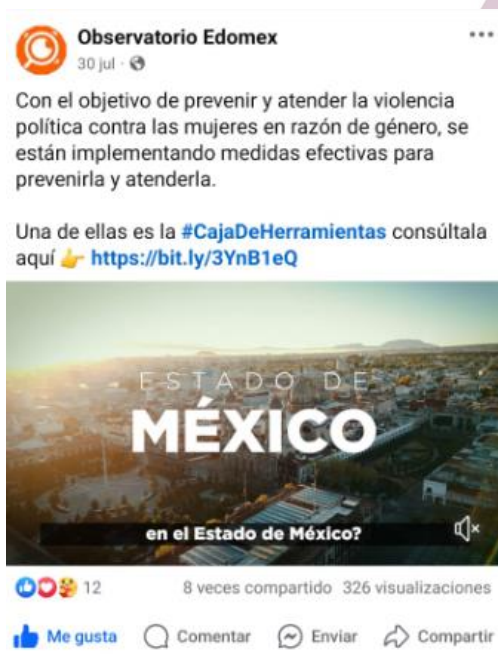 Observatorio Edomex
30 jul ·
Con el objetivo de prevenir y atender la violencia
política contra las mujeres en razón de género, se
están implementando medidas efectivas para
prevenirla y atenderla.
Una de ellas es la #CajaDeHerramientas consúltala
aquí 👉 https://bit.ly/3YnB1eQ
ESTADO DE
MÉXICO
en el Estado de México?
12 8 veces compartido 326 visualizaciones
Me gusta Comentar Enviar Compartir